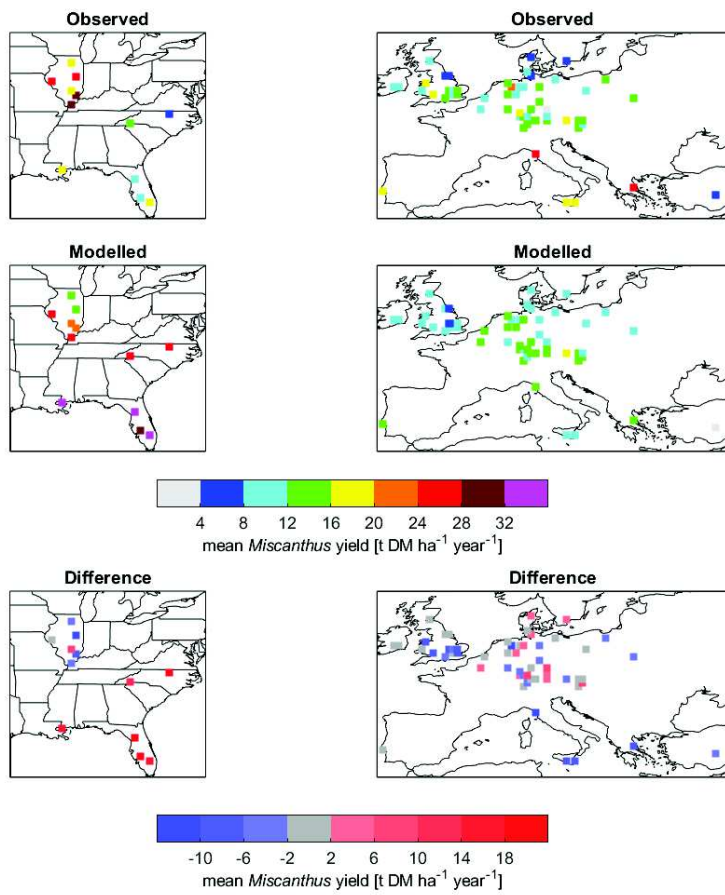 Observed
Observed
Modelled
Modelled
4 8 12 16 20 24 28 32
mean Miscanthus yield [t DM ha⁻¹ year⁻¹]
Difference
Difference
-10 -6 -2 2 6 10 14 18
mean Miscanthus yield [t DM ha⁻¹ year⁻¹]